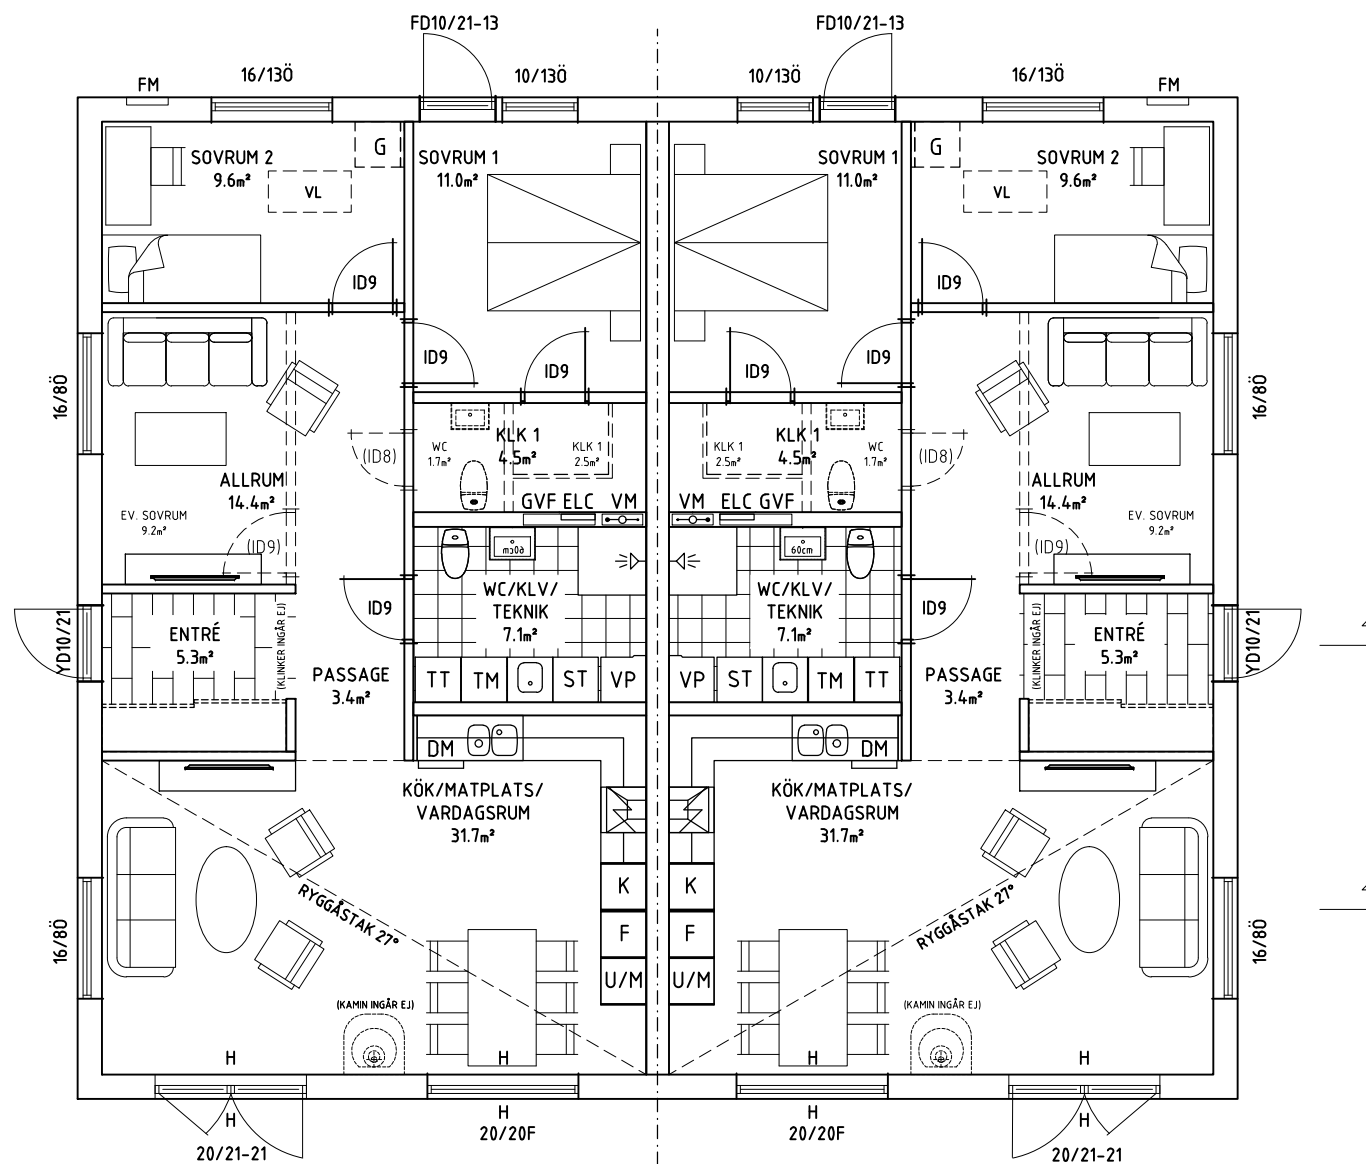 FD10/21-13
FD10/21-13
16/13Ö
10/13Ö
10/13Ö
16/13Ö
FM
FM
SOVRUM 2
9.6m²
G
VL
SOVRUM 1
11.0m²
SOVRUM 1
11.0m²
G
SOVRUM 2
9.6m²
VL
ID9
ID9
ID9
ID9
ID9
ID9
16/8Ö
16/8Ö
WC
1.7m²
KLK 1
4.5m²
KLK 1
2.5m²
KLK 1
2.5m²
KLK 1
4.5m²
WC
1.7m²
(ID8)
(ID8)
ALLRUM
14.4m²
ALLRUM
14.4m²
GVF
ELC
VM
VM
ELC
GVF
EV. SOVRUM
9.2m²
EV. SOVRUM
9.2m²
(ID9)
(ID9)
60cm
60cm
WC/KLV/
TEKNIK
7.1m²
WC/KLV/
TEKNIK
7.1m²
ID9
ID9
YD10/21
ENTRÉ
5.3m²
(KLINKER INGÅR EJ)
(KLINKER INGÅR EJ)
ENTRÉ
5.3m²
YD10/21
4
PASSAGE
3.4m²
PASSAGE
3.4m²
TT
TM
ST
VP
VP
ST
TM
TT
DM
DM
KÖK/MATPLATS/
VARDAGSRUM
31.7m²
KÖK/MATPLATS/
VARDAGSRUM
31.7m²
K
K
RYGGÅSTAK 27°
RYGGÅSTAK 27°
4
F
F
16/8Ö
16/8Ö
U/M
U/M
(KAMIN INGÅR EJ)
(KAMIN INGÅR EJ)
H
H
H
H
H
H
H
H
20/21-21
20/20F
20/20F
20/21-21